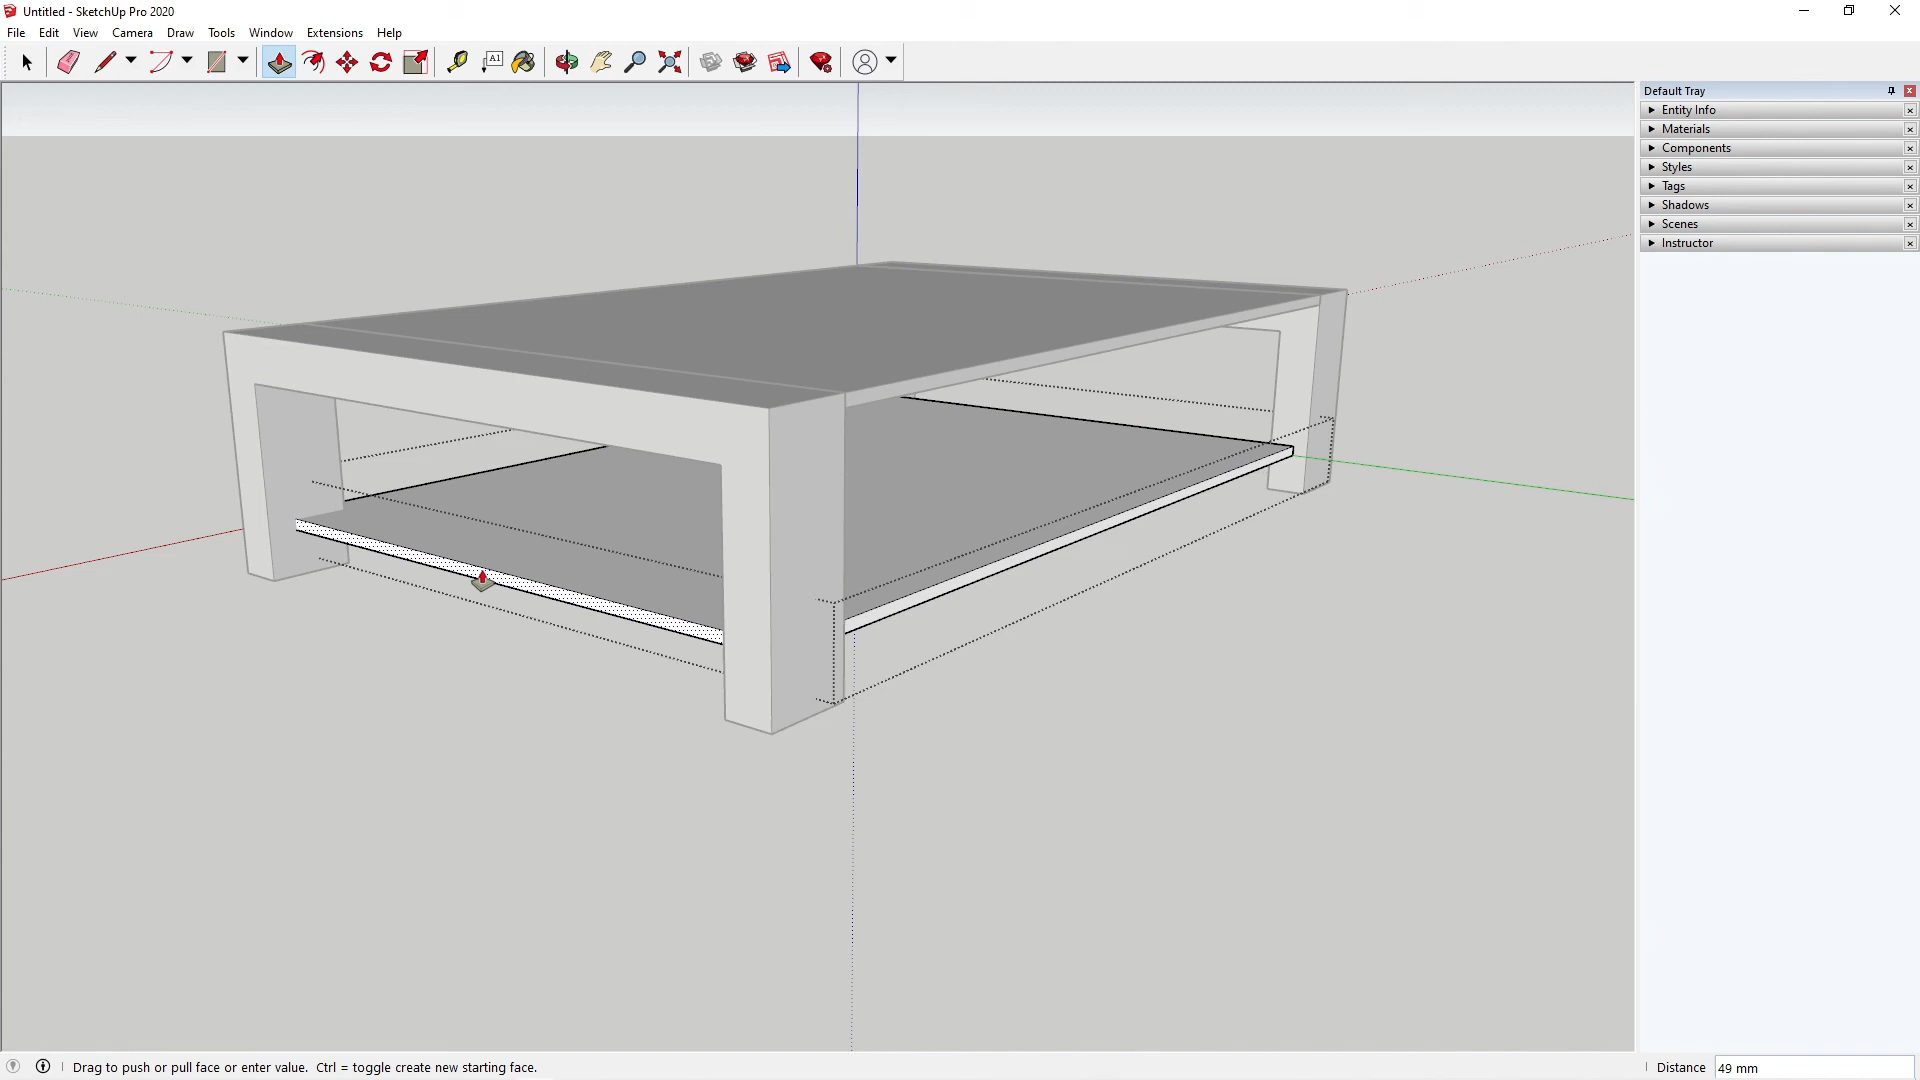 Untitled - SketchUp Pro 2020
File Edit View Camera Draw Tools Window Extensions Help
A1
Default Tray
Entity Info
Materials
Components
Styles
Tags
Shadows
Scenes
Instructor
Drag to push or pull face or enter value. Ctrl = toggle create new starting face.
Distance 49 mm